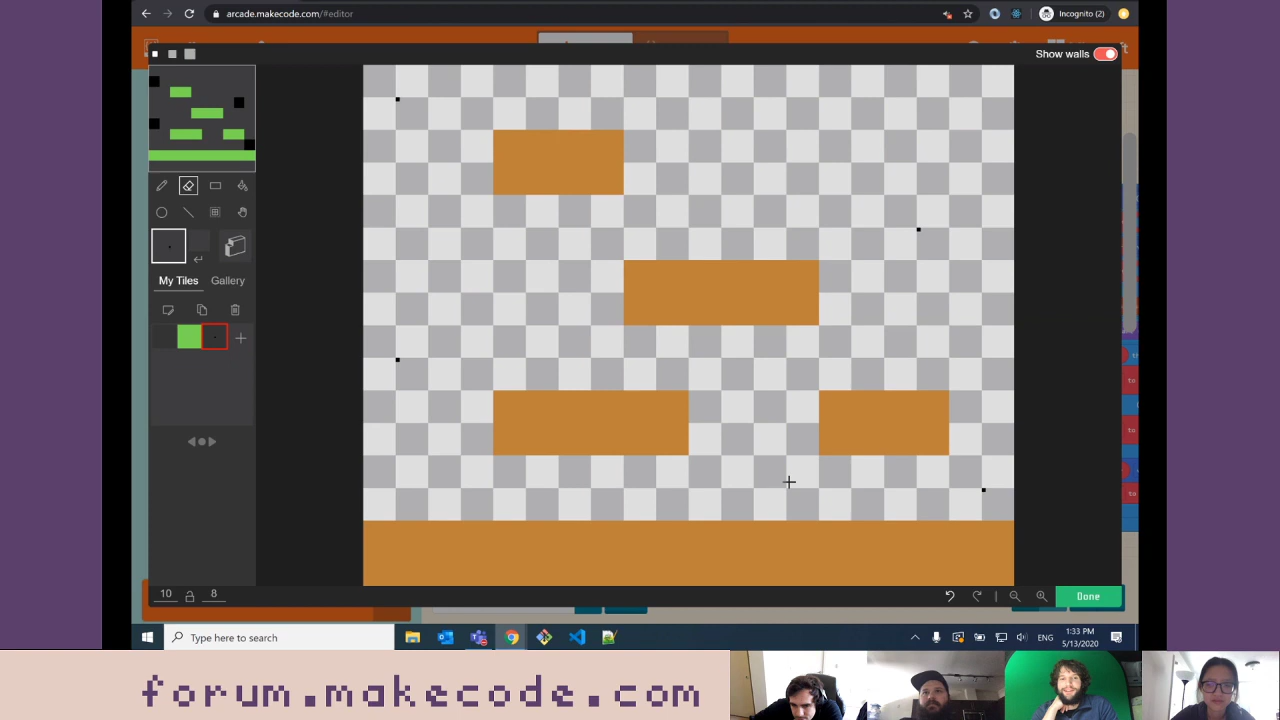 arcade.makecode.com/#editor
Incognito (2)
Show walls
My Tiles
Gallery
10
8
Done
Type here to search
ENG
1:33 PM
5/13/2020
forum.makecode.com